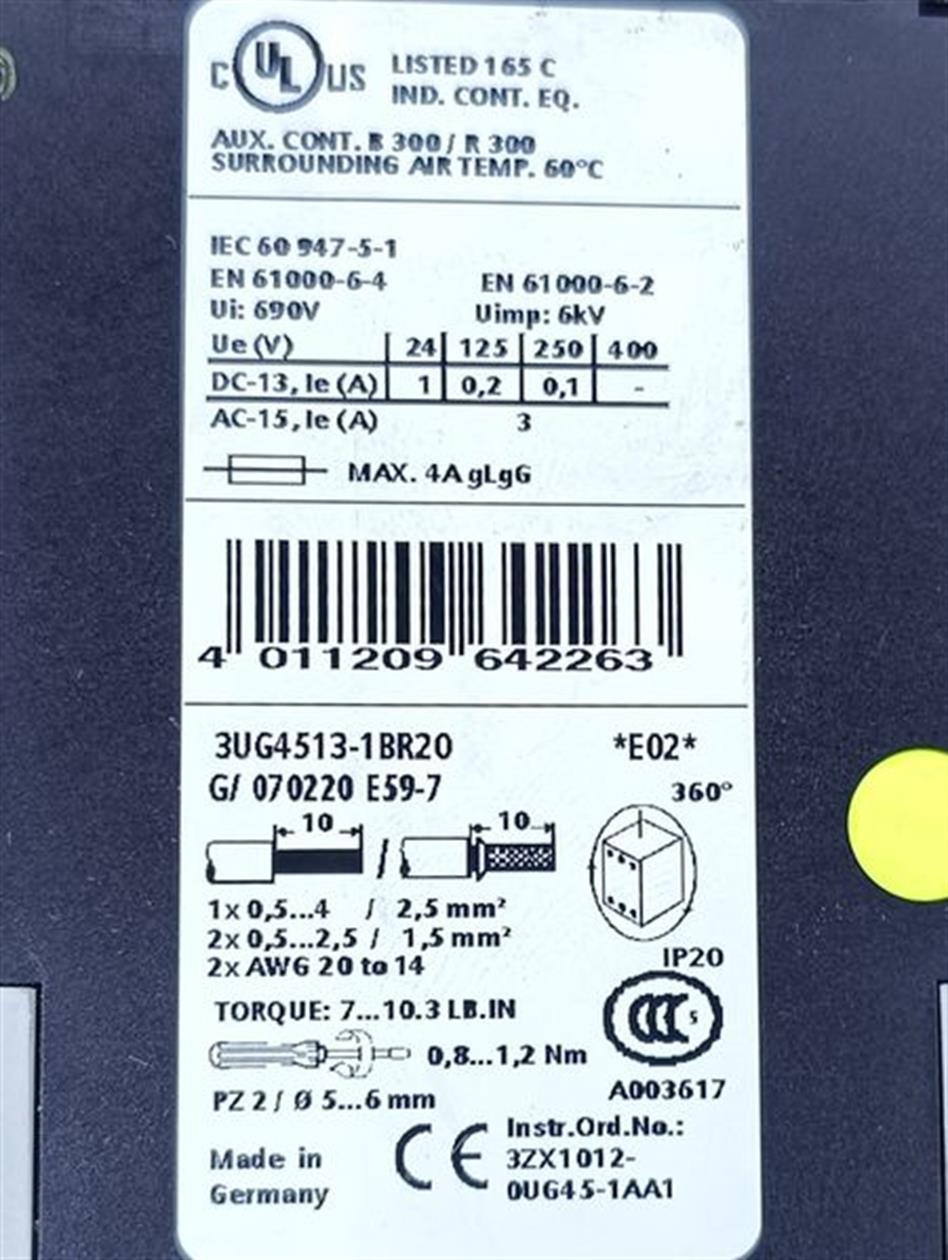 C UL US LISTED 165 C
IND. CONT. EQ.
AUX. CONT. B 300 / R 300
SURROUNDING AIR TEMP. 60°C
IEC 60 947-5-1
EN 61000-6-4 EN 61000-6-2
Ui: 690V Uimp: 6kV
Ue (V) 24 125 250 400
DC-13, Ie (A) 1 0,2 0,1 -
AC-15, Ie (A) 3
MAX. 4A gLgG
4 011209 642263
3UG4513-1BR20 *E02*
G/ 070220 E59-7 360°
10 / 10
1x 0,5...4 / 2,5 mm²
2x 0,5...2,5 / 1,5 mm²
2x AWG 20 to 14 IP20
TORQUE: 7...10.3 LB.IN
CCC S
0,8...1,2 Nm
A003617
PZ 2 / Ø 5...6 mm
Instr.Ord.No.:
Made in CE 3ZX1012-
Germany 0UG45-1AA1